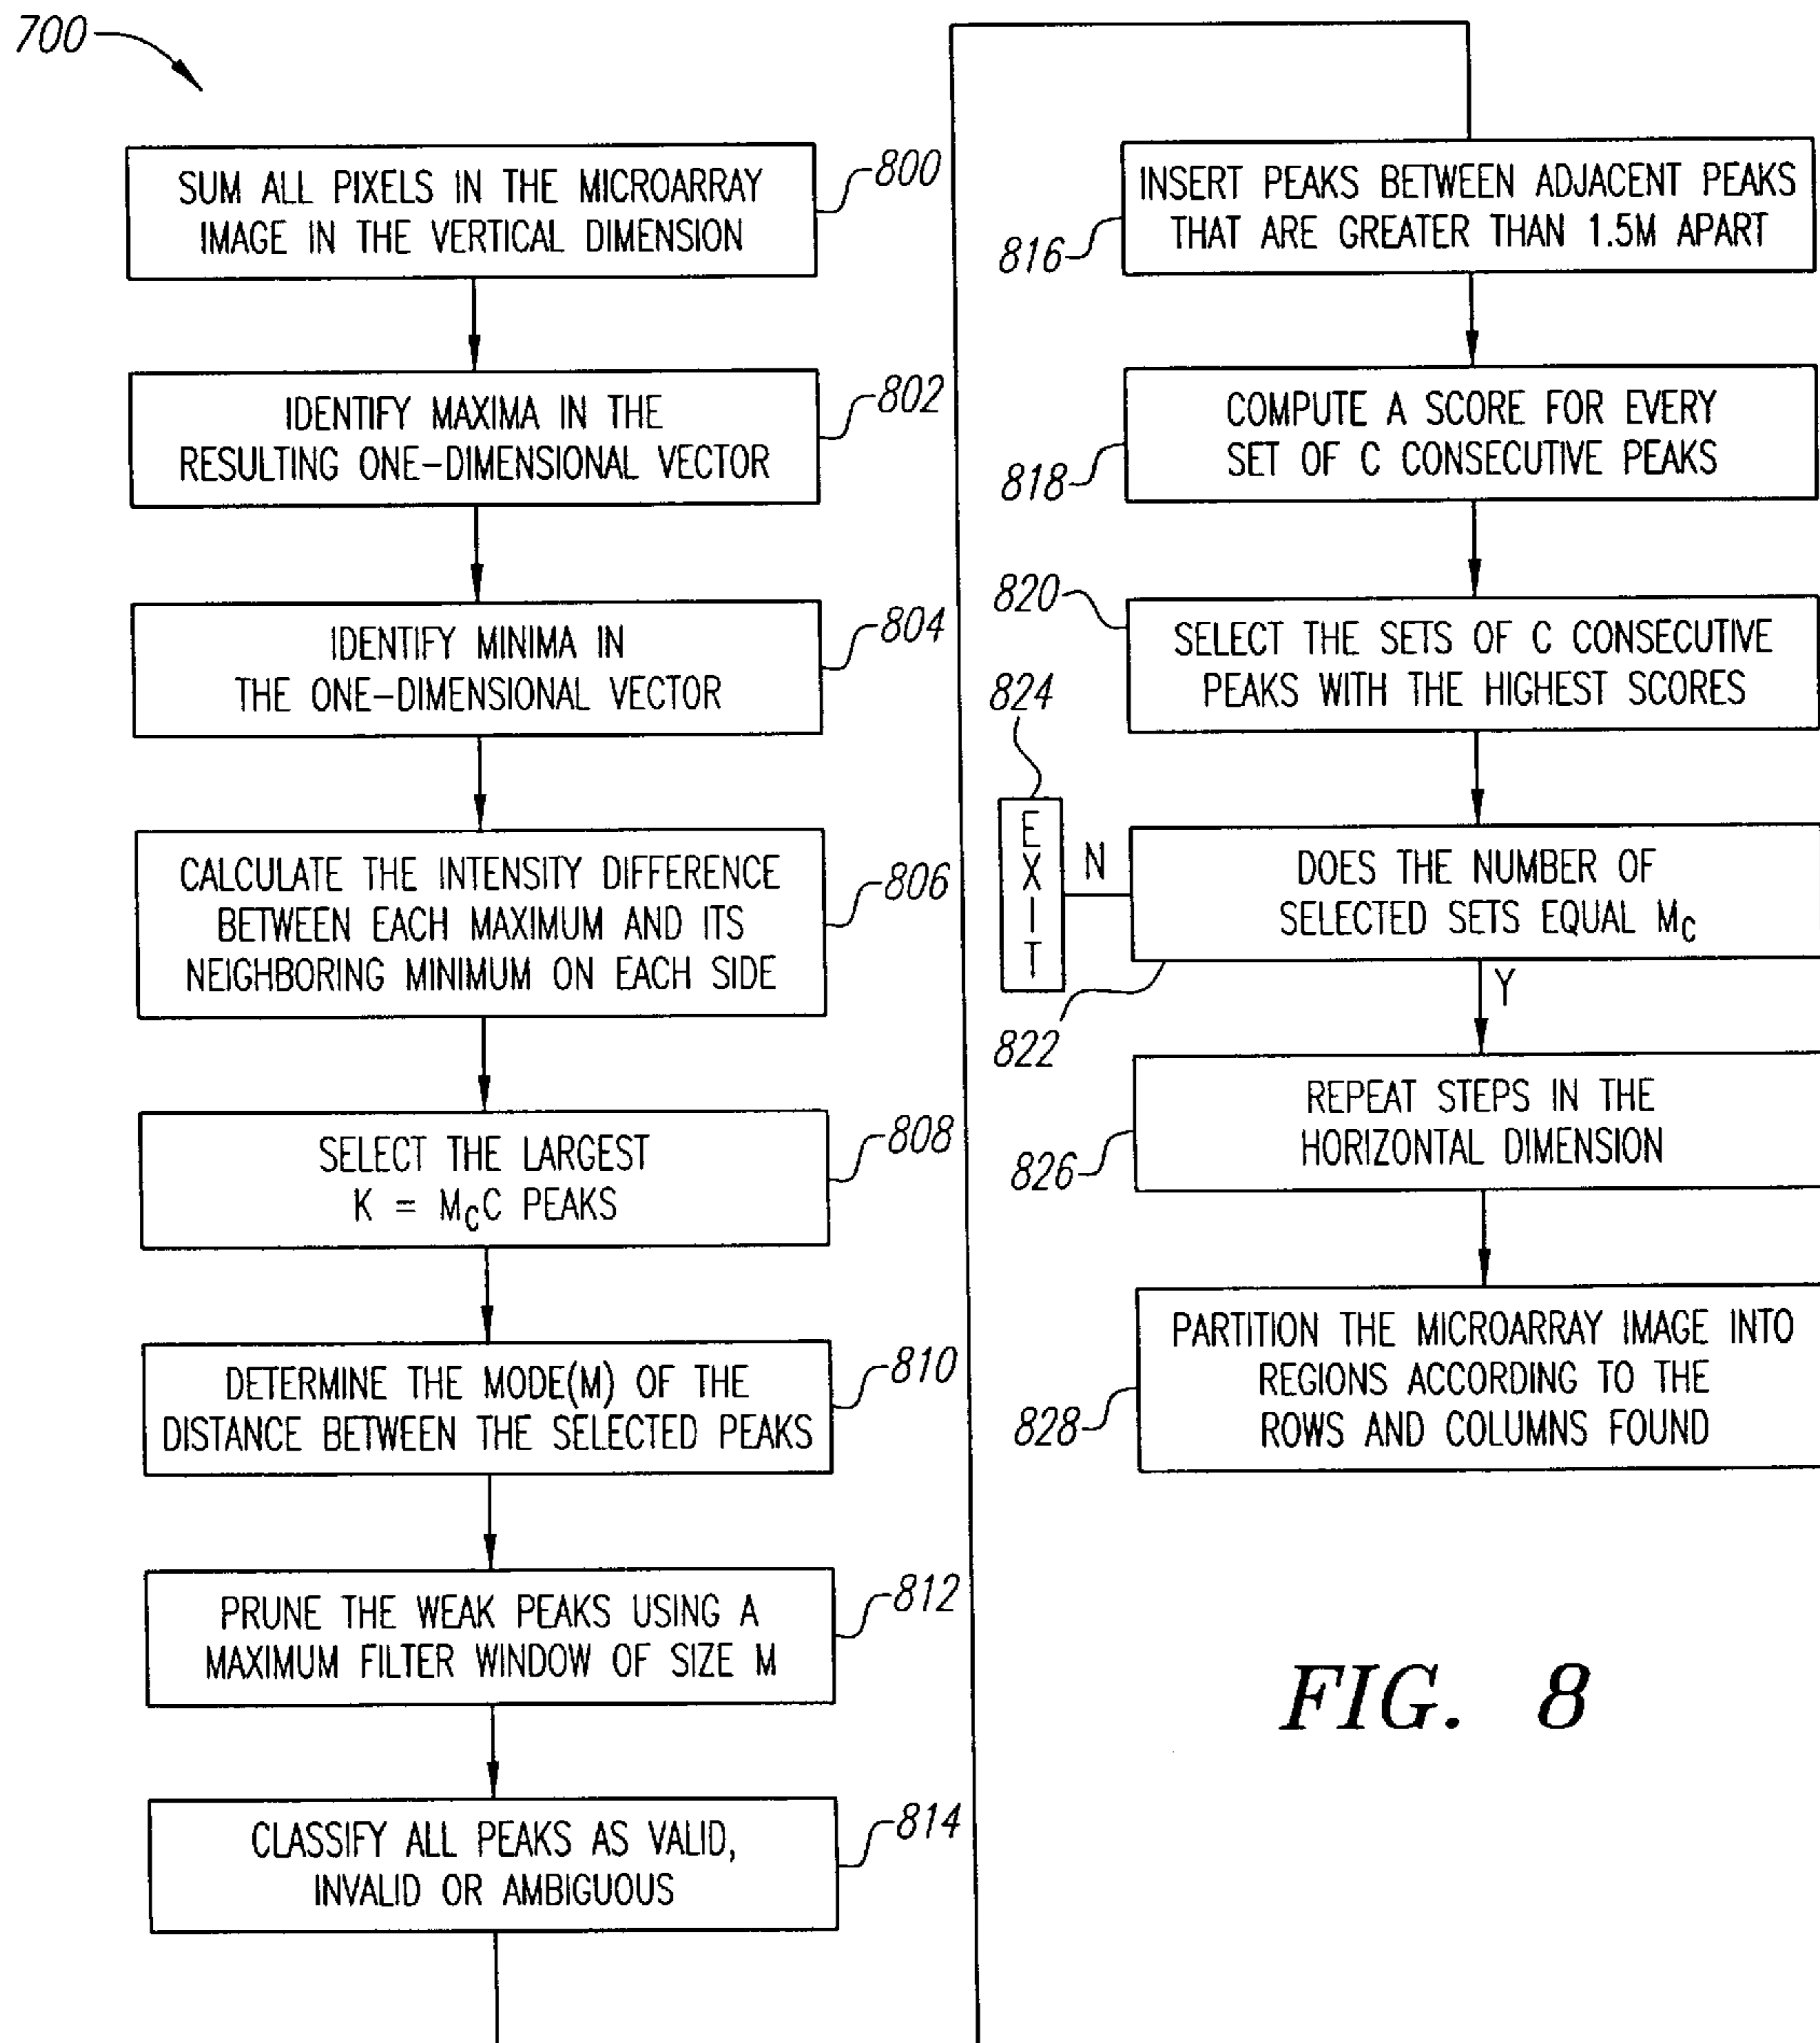 700
SUM ALL PIXELS IN THE MICROARRAY
IMAGE IN THE VERTICAL DIMENSION
800
IDENTIFY MAXIMA IN THE
RESULTING ONE-DIMENSIONAL VECTOR
802
IDENTIFY MINIMA IN
THE ONE-DIMENSIONAL VECTOR
804
CALCULATE THE INTENSITY DIFFERENCE
BETWEEN EACH MAXIMUM AND ITS
NEIGHBORING MINIMUM ON EACH SIDE
806
SELECT THE LARGEST
K = MCC PEAKS
808
DETERMINE THE MODE(M) OF THE
DISTANCE BETWEEN THE SELECTED PEAKS
810
PRUNE THE WEAK PEAKS USING A
MAXIMUM FILTER WINDOW OF SIZE M
812
CLASSIFY ALL PEAKS AS VALID,
INVALID OR AMBIGUOUS
814
INSERT PEAKS BETWEEN ADJACENT PEAKS
THAT ARE GREATER THAN 1.5M APART
816
COMPUTE A SCORE FOR EVERY
SET OF C CONSECUTIVE PEAKS
818
820
SELECT THE SETS OF C CONSECUTIVE
PEAKS WITH THE HIGHEST SCORES
824
EXIT
N
DOES THE NUMBER OF
SELECTED SETS EQUAL MC
822
Y
REPEAT STEPS IN THE
HORIZONTAL DIMENSION
826
PARTITION THE MICROARRAY IMAGE INTO
REGIONS ACCORDING TO THE
ROWS AND COLUMNS FOUND
828
FIG. 8